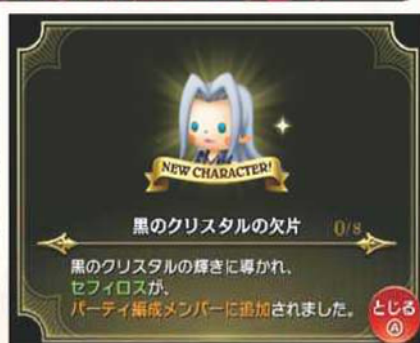 NEW CHARACTER!
黒のクリスタルの欠片 0/8
黒のクリスタルの輝きに導かれ、
セフィロスが、
パーティ編成メンバーに追加されました。
とじる
Ⓐ